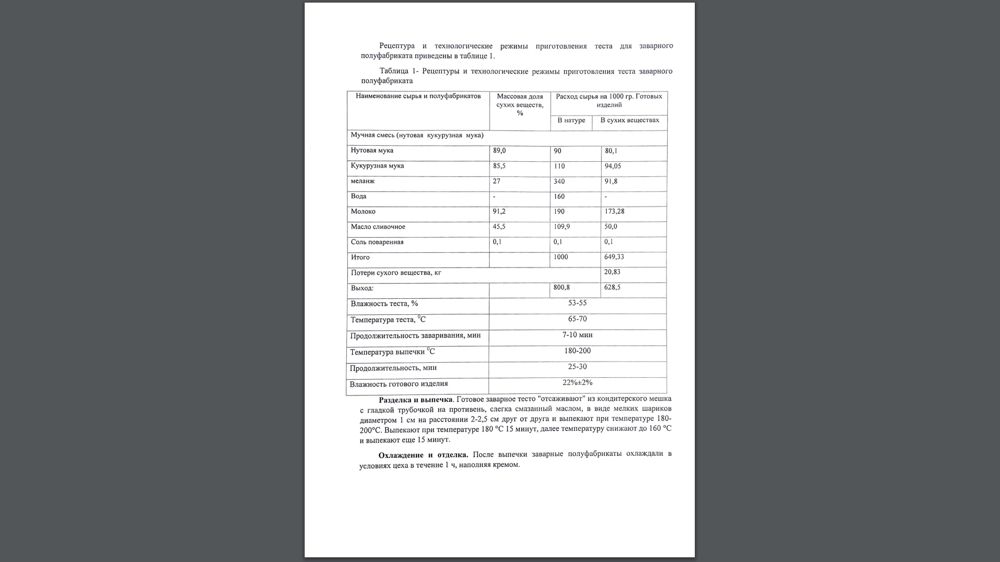 Рецептура и технологические режимы приготовления теста для заварного
полуфабриката приведены в таблице 1.
Таблица 1- Рецептуры и технологические режимы приготовления теста заварного
полуфабриката
Наименование сырья и полуфабрикатов
Массовая доля
сухих веществ,
%
Расход сырья на 1000 гр. Готовых
изделий
В натуре
В сухих веществах
Мучная смесь (нутовая кукурузная мука)
Нутовая мука 89,0 90 80,1
Кукурузная мука 85,5 110 94,05
меланж 27 340 91,8
Вода - 160 -
Молоко 91,2 190 173,28
Масло сливочное 45,5 109,9 50,0
Соль поваренная 0,1 0,1 0,1
Итого 1000 649,33
Потери сухого вещества, кг 20,83
Выход: 800,8 628,5
Влажность теста, % 53-55
Температура теста, ⁰С 65-70
Продолжительность заваривания, мин 7-10 мин
Температура выпечки ⁰С 180-200
Продолжительность, мин 25-30
Влажность готового изделия 22%±2%
Разделка и выпечка. Готовое заварное тесто "отсаживают" из кондитерского мешка
с гладкой трубочкой на противень, слегка смазанный маслом, в виде мелких шариков
диаметром 1 см на расстоянии 2-2,5 см друг от друга и выпекают при температуре 180-
200°С. Выпекают при температуре 180 °С 15 минут, далее температуру снижают до 160 °С
и выпекают еще 15 минут.
Охлаждение и отделка. После выпечки заварные полуфабрикаты охлаждали в
условиях цеха в течение 1 ч, наполняя кремом.